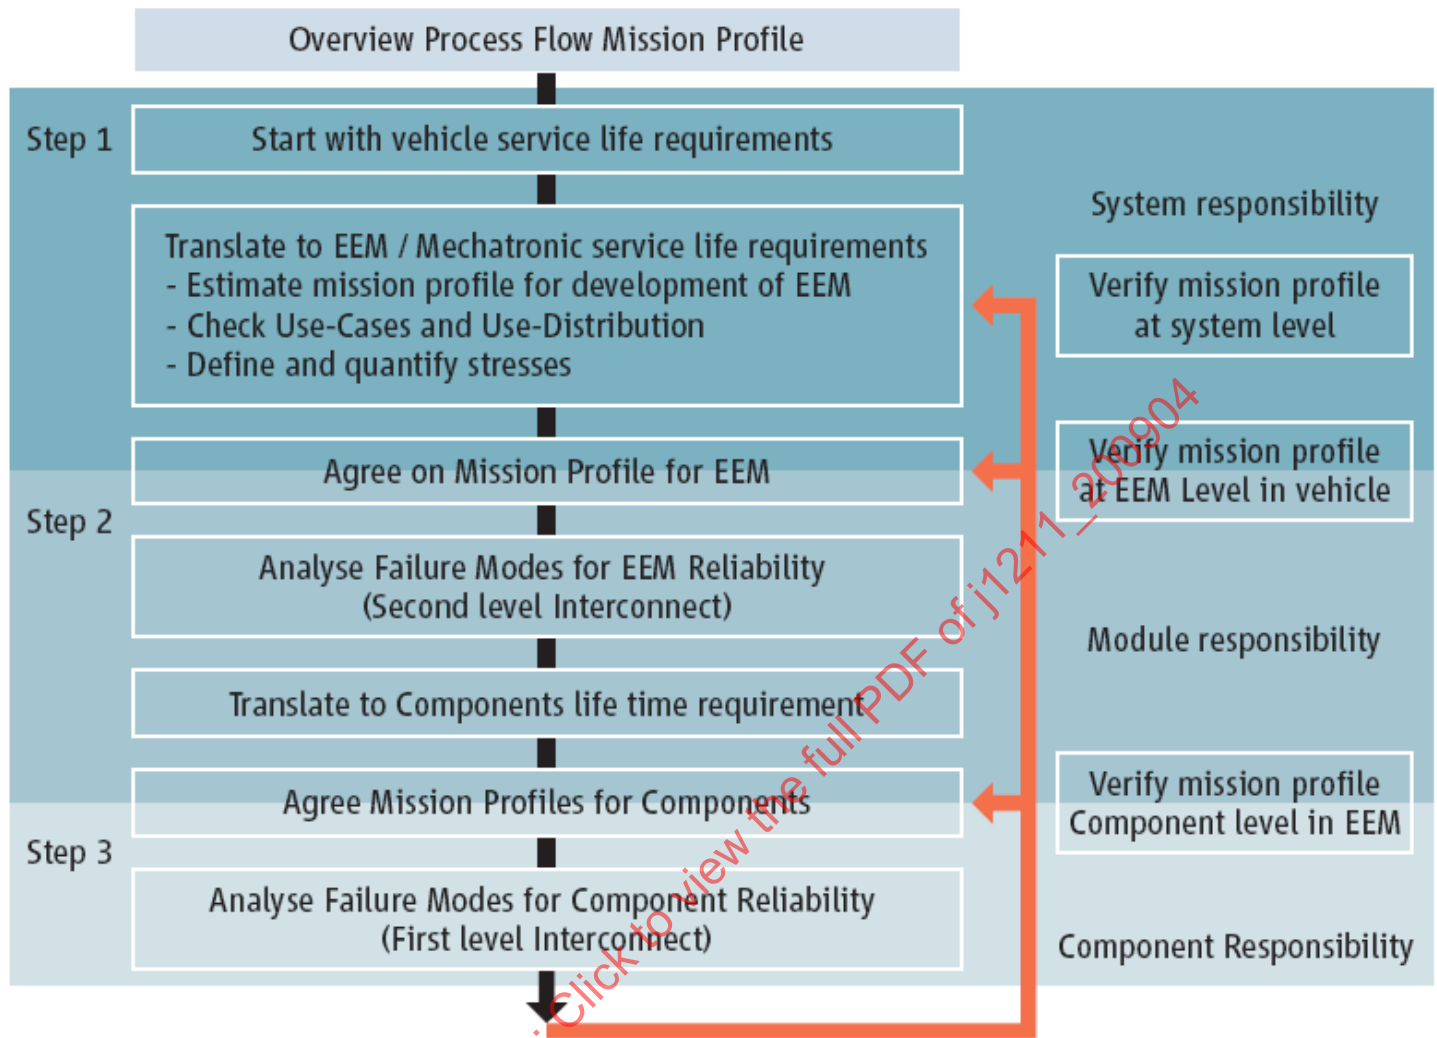 Overview Process Flow Mission Profile
Step 1
Start with vehicle service life requirements
System responsibility
Translate to EEM / Mechatronic service life requirements
- Estimate mission profile for development of EEM
- Check Use-Cases and Use-Distribution
- Define and quantify stresses
Verify mission profile
at system level
Agree on Mission Profile for EEM
Verify mission profile
at EEM Level in vehicle
Step 2
Analyse Failure Modes for EEM Reliability
(Second level Interconnect)
Module responsibility
Translate to Components life time requirement
Agree Mission Profiles for Components
Verify mission profile
Component level in EEM
Step 3
Analyse Failure Modes for Component Reliability
(First level Interconnect)
Component Responsibility
: Click to view the full PDF of j1211_200904